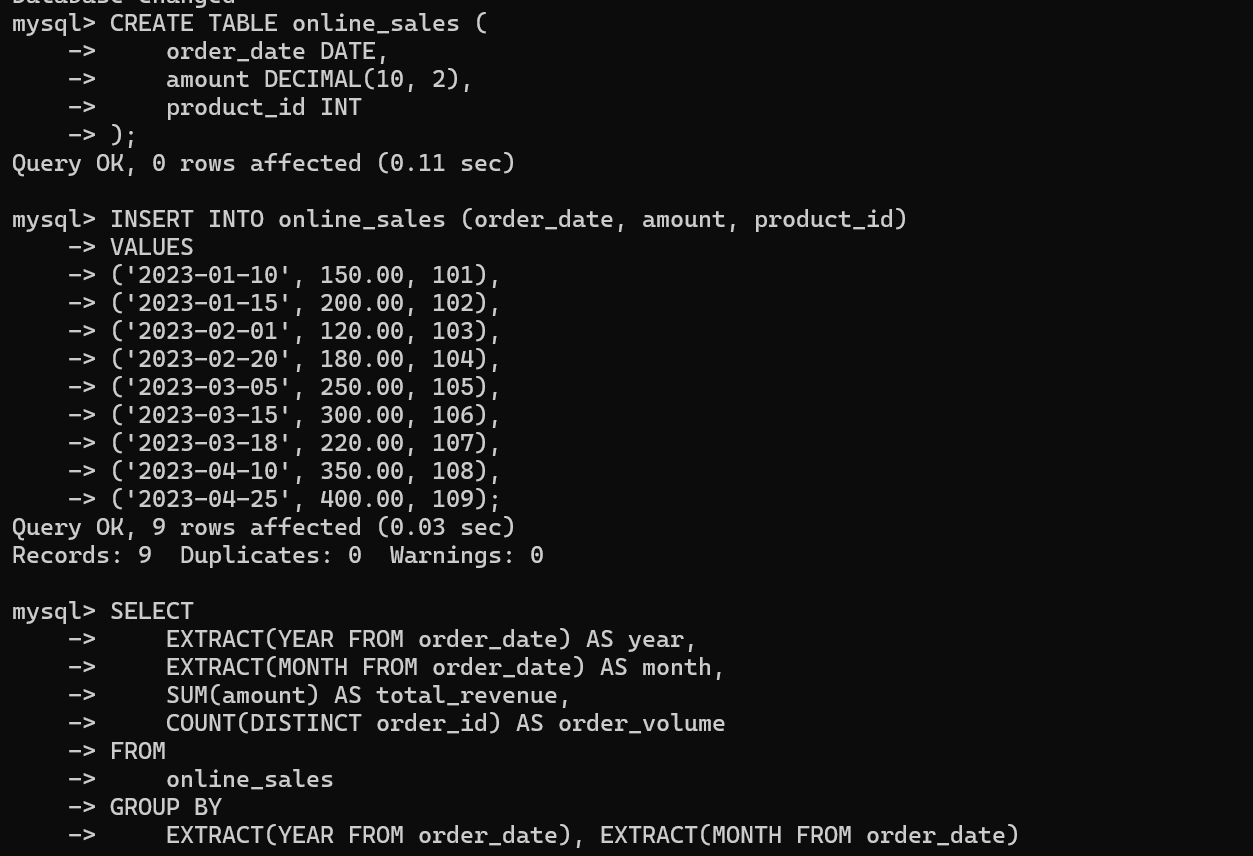 Database changed
mysql> CREATE TABLE online_sales (
    ->     order_date DATE,
    ->     amount DECIMAL(10, 2),
    ->     product_id INT
    -> );
Query OK, 0 rows affected (0.11 sec)

mysql> INSERT INTO online_sales (order_date, amount, product_id)
    -> VALUES
    -> ('2023-01-10', 150.00, 101),
    -> ('2023-01-15', 200.00, 102),
    -> ('2023-02-01', 120.00, 103),
    -> ('2023-02-20', 180.00, 104),
    -> ('2023-03-05', 250.00, 105),
    -> ('2023-03-15', 300.00, 106),
    -> ('2023-03-18', 220.00, 107),
    -> ('2023-04-10', 350.00, 108),
    -> ('2023-04-25', 400.00, 109);
Query OK, 9 rows affected (0.03 sec)
Records: 9  Duplicates: 0  Warnings: 0

mysql> SELECT
    ->     EXTRACT(YEAR FROM order_date) AS year,
    ->     EXTRACT(MONTH FROM order_date) AS month,
    ->     SUM(amount) AS total_revenue,
    ->     COUNT(DISTINCT order_id) AS order_volume
    -> FROM
    ->     online_sales
    -> GROUP BY
    ->     EXTRACT(YEAR FROM order_date), EXTRACT(MONTH FROM order_date)